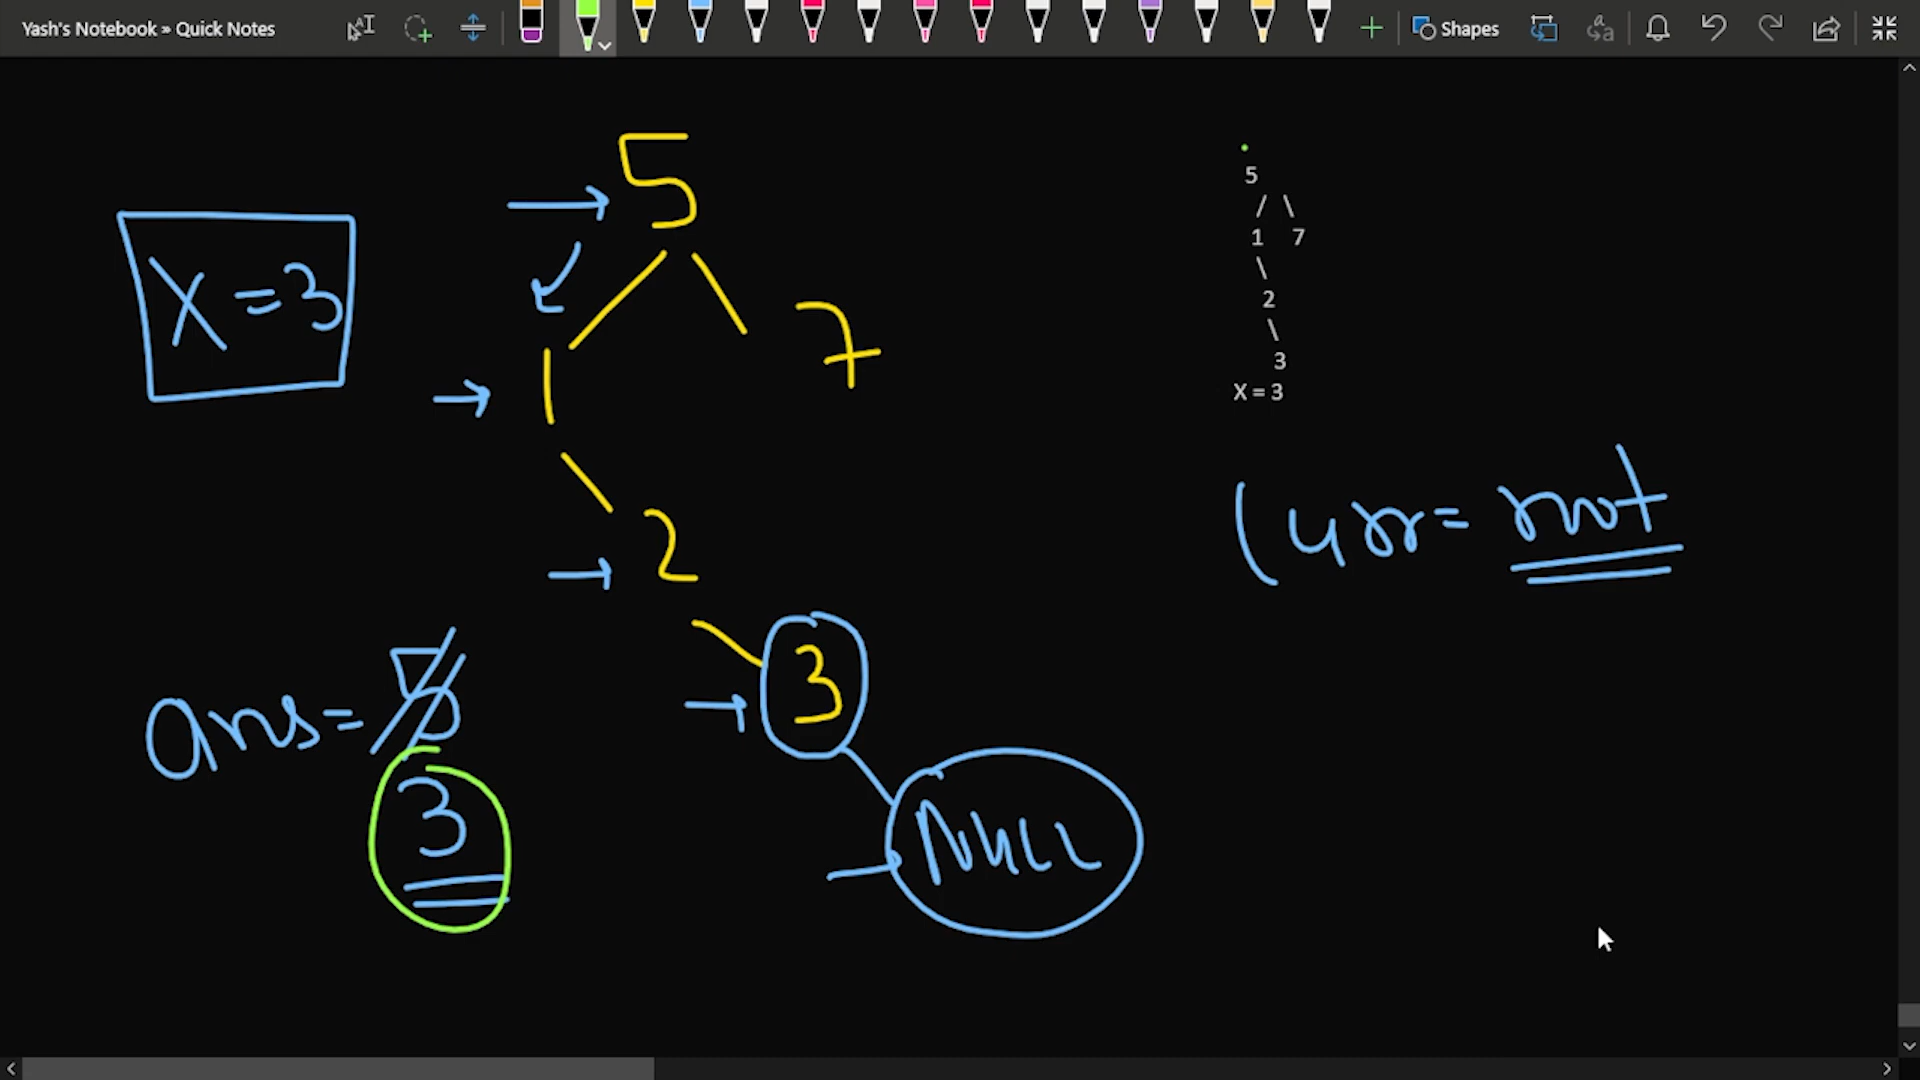 Yash's Notebook » Quick Notes
Shapes
X = 3
5
1 7
2
3
NULL
ans = 5
3
5
/ \
1 7
\
2
\
3
X = 3
Curr = root